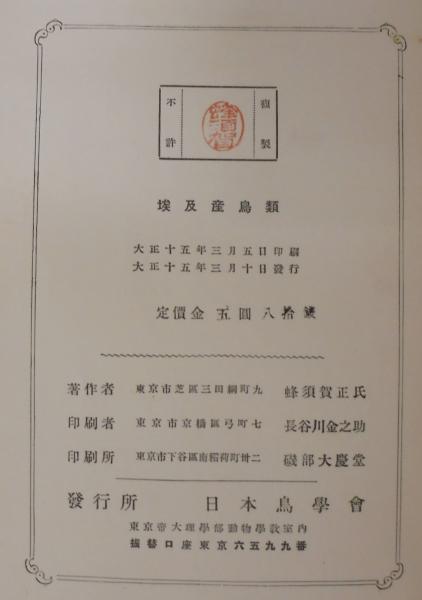 不許複製
蜂須賀
埃及産鳥類
大正十五年三月五日印刷
大正十五年三月十日發行
定價金五圓八拾錢
著作者 東京市芝區三田綱町九 蜂須賀正氏
印刷者 東京市京橋區弓町七 長谷川金之助
印刷所 東京市下谷區南稻荷町卅二 磯部大慶堂
發行所 日本鳥學會
東京帝大理學部動物學教室內
振替口座東京六五九九番